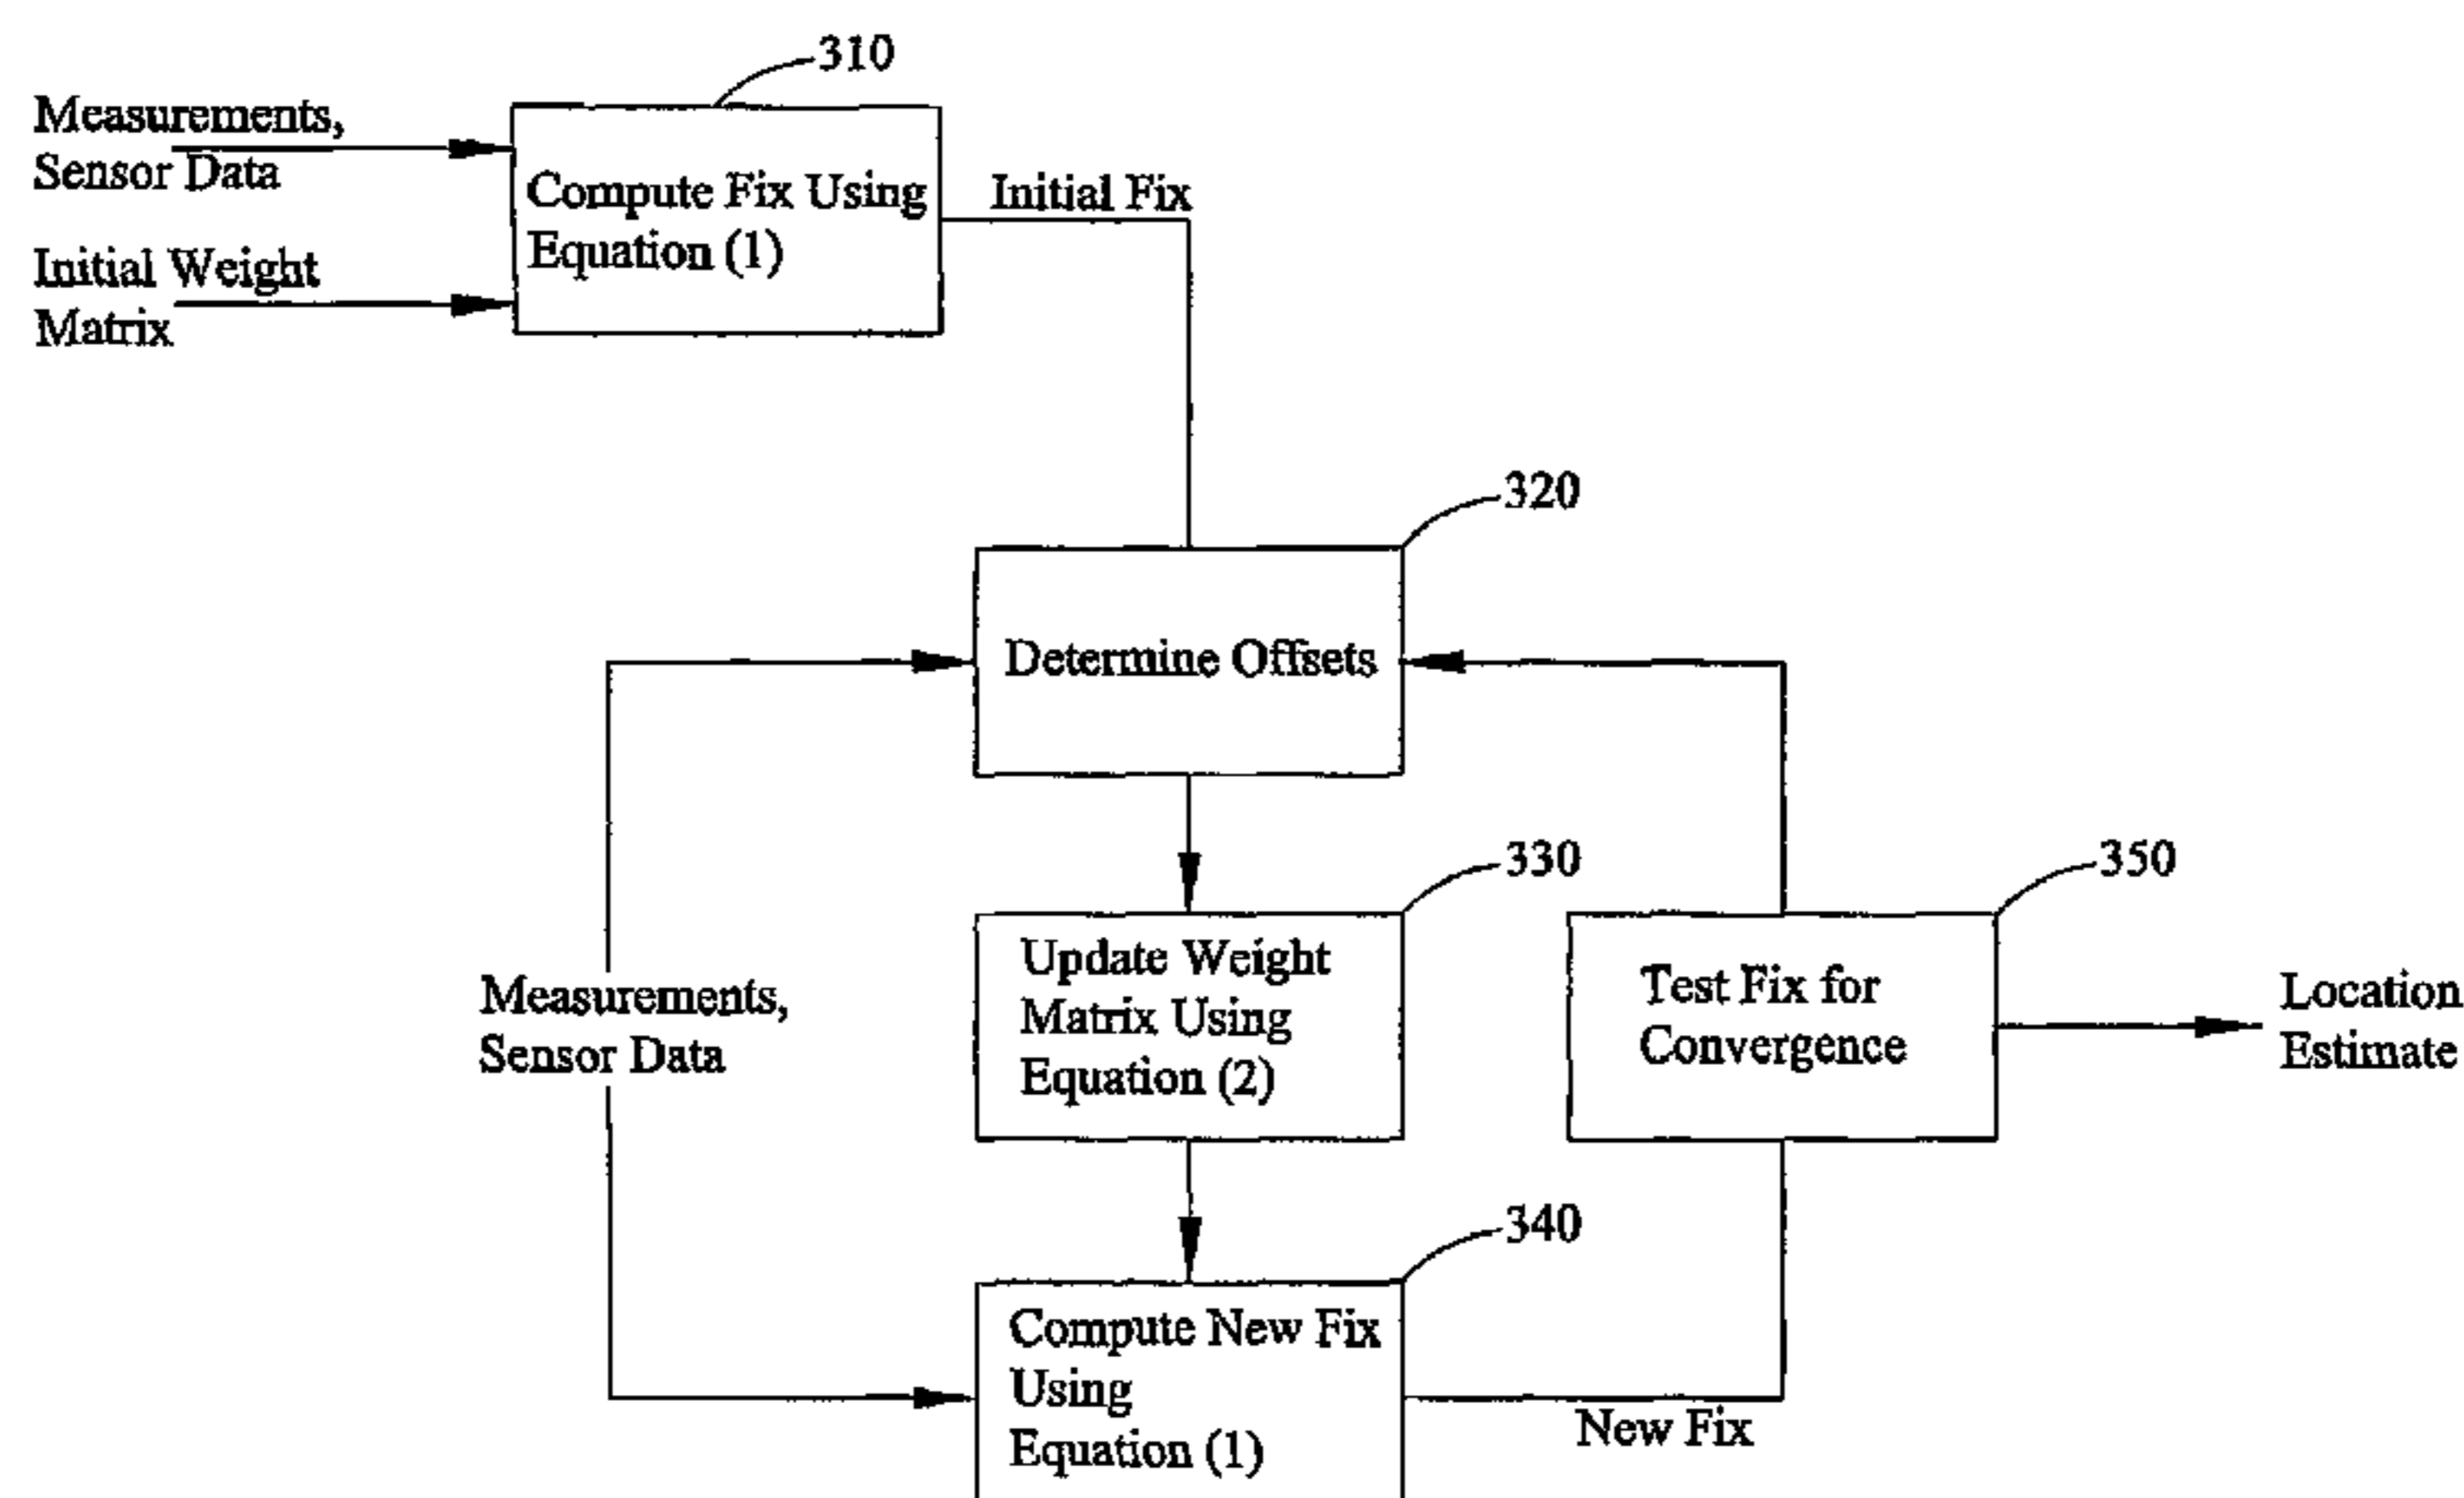 310
Measurements,
Sensor Data
Initial Weight
Matrix
Compute Fix Using
Equation (1)
Initial Fix
320
Determine Offsets
330
Update Weight
Matrix Using
Equation (2)
350
Test Fix for
Convergence
Location
Estimate
Measurements,
Sensor Data
340
Compute New Fix
Using
Equation (1)
New Fix